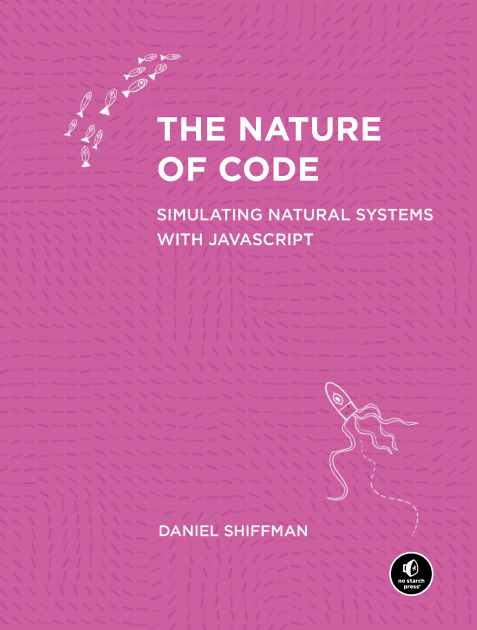 THE NATURE
OF CODE
SIMULATING NATURAL SYSTEMS
WITH JAVASCRIPT
DANIEL SHIFFMAN
no starch
press®